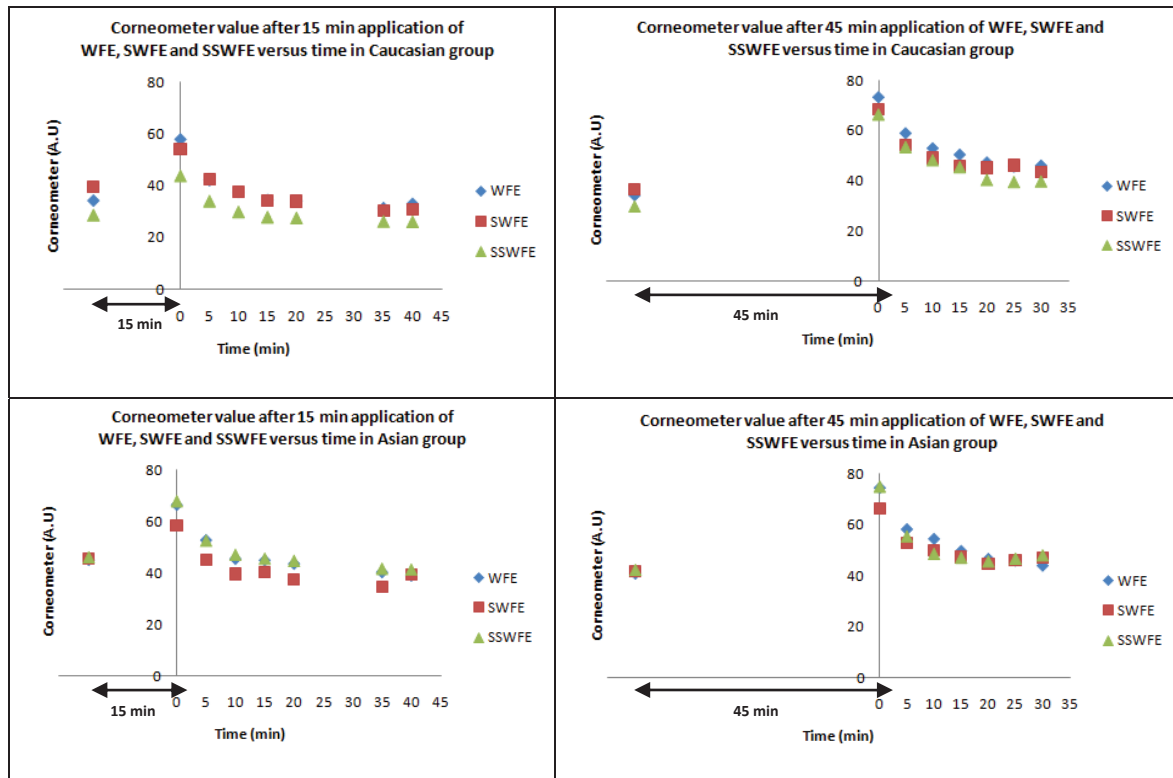 Corneometer value after 15 min application of
WFE, SWFE and SSWFE versus time in Caucasian group
80
60
40
20
0
Corneometer (A.U)
WFE
SWFE
SSWFE
0 5 10 15 20 25 30 35 40 45
15 min
Time (min)
Corneometer value after 45 min application of WFE, SWFE and
SSWFE versus time in Caucasian group
80
60
40
20
0
Corneometer (A.U)
WFE
SWFE
SSWFE
0 5 10 15 20 25 30 35
45 min
Time (min)
Corneometer value after 15 min application of
WFE, SWFE and SSWFE versus time in Asian group
80
60
40
20
0
Corneometer (A.U)
WFE
SWFE
SSWFE
0 5 10 15 20 25 30 35 40 45
15 min
Time (min)
Corneometer value after 45 min application of WFE, SWFE and
SSWFE versus time in Asian group
80
60
40
20
0
Corneometer (A.U)
WFE
SWFE
SSWFE
0 5 10 15 20 25 30 35
45 min
Time (min)